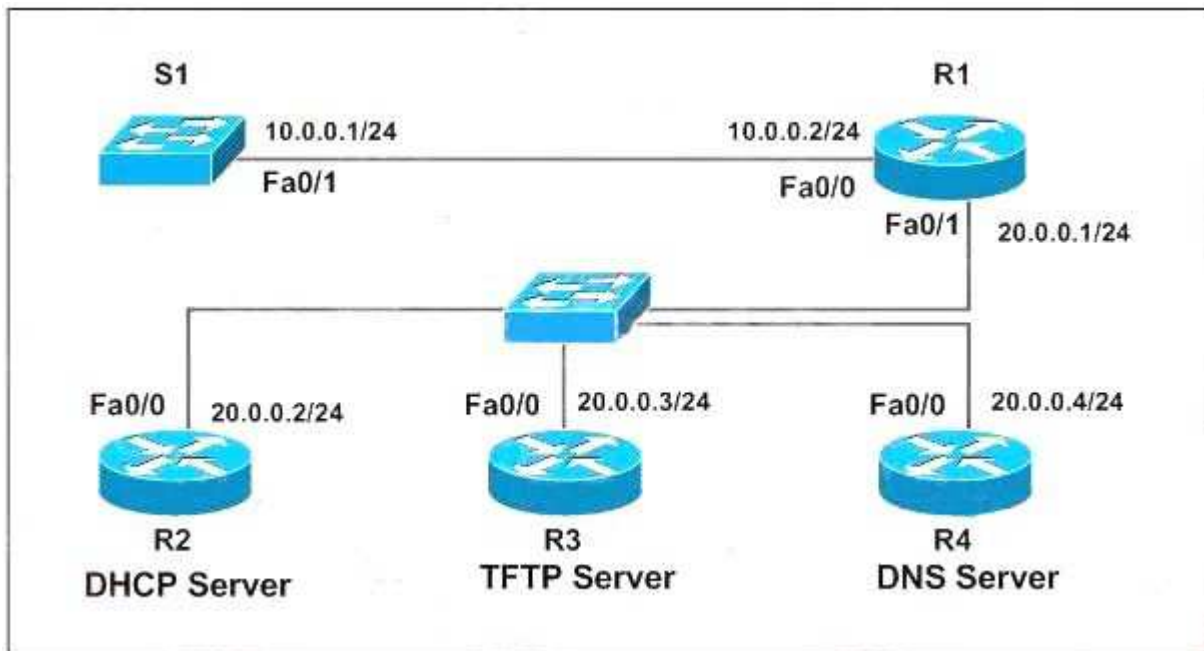 S1
R1
10.0.0.1/24
10.0.0.2/24
Fa0/1
Fa0/0
Fa0/1
20.0.0.1/24
Fa0/0
20.0.0.2/24
Fa0/0
20.0.0.3/24
Fa0/0
20.0.0.4/24
R2
R3
R4
DHCP Server
TFTP Server
DNS Server